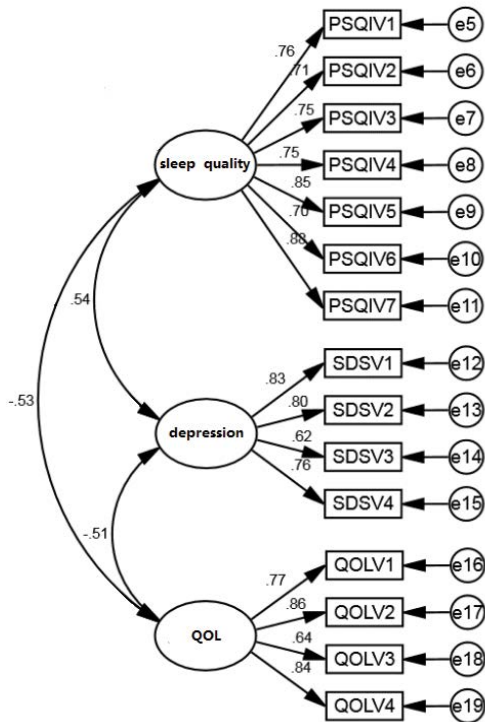 PSQIV1 e5
.76
PSQIV2 e6
.71
PSQIV3 e7
.75
sleep quality
PSQIV4 e8
.75
PSQIV5 e9
.85
PSQIV6 e10
.70
PSQIV7 e11
.88
.54
-.53
SDSV1 e12
.83
SDSV2 e13
.80
depression
SDSV3 e14
.62
SDSV4 e15
.76
-.51
QOLV1 e16
.77
QOLV2 e17
.86
QOL
QOLV3 e18
.64
QOLV4 e19
.84